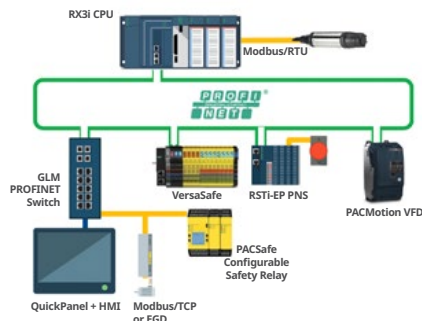 RX3i CPU
Modbus/RTU
PROFI
NET
GLM
PROFINET
Switch
VersaSafe
RSTi-EP PNS
PACMotion VFD
PACSafe
Configurable
Safety Relay
QuickPanel + HMI
Modbus/TCP
or EGD